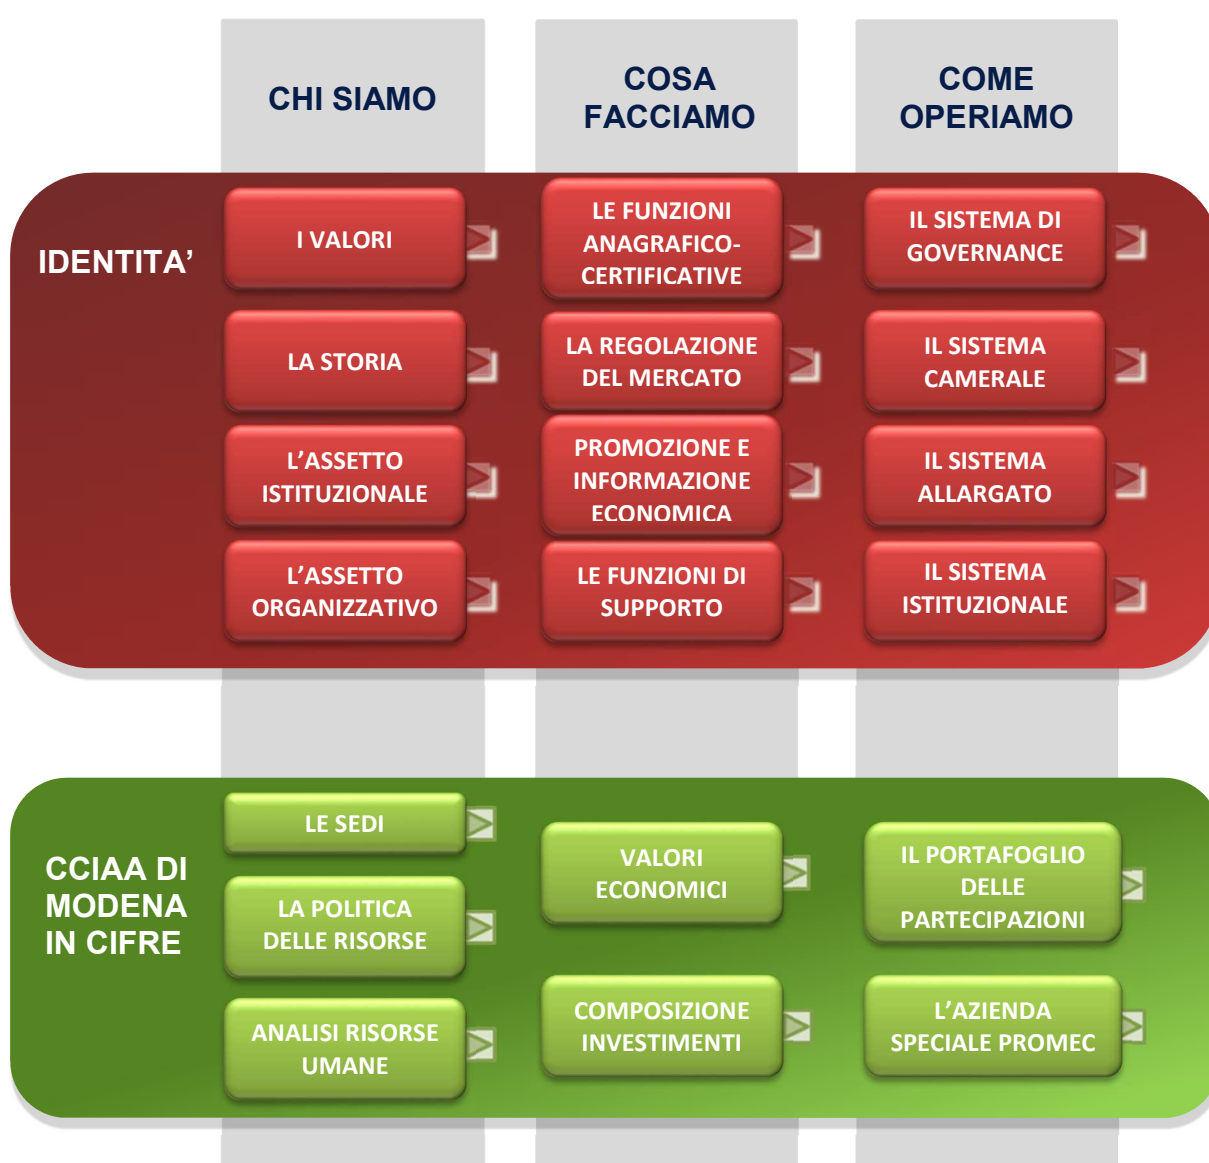 CHI SIAMO
COSA
FACCIAMO
COME
OPERIAMO
IDENTITA’
I VALORI
LE FUNZIONI
ANAGRAFICO-
CERTIFICATIVE
IL SISTEMA DI
GOVERNANCE
LA STORIA
LA REGOLAZIONE
DEL MERCATO
IL SISTEMA
CAMERALE
L’ASSETTO
ISTITUZIONALE
PROMOZIONE E
INFORMAZIONE
ECONOMICA
IL SISTEMA
ALLARGATO
L’ASSETTO
ORGANIZZATIVO
LE FUNZIONI DI
SUPPORTO
IL SISTEMA
ISTITUZIONALE
CCIAA DI
MODENA
IN CIFRE
LE SEDI
LA POLITICA
DELLE RISORSE
ANALISI RISORSE
UMANE
VALORI
ECONOMICI
COMPOSIZIONE
INVESTIMENTI
IL PORTAFOGLIO
DELLE
PARTECIPAZIONI
L’AZIENDA
SPECIALE PROMEC